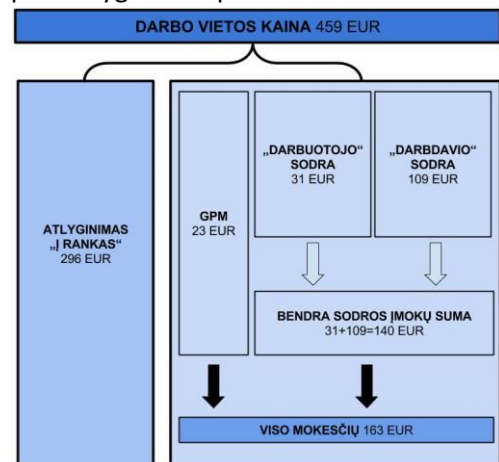 DARBO VIETOS KAINA 459 EUR
ATLYGINIMAS
„Į RANKAS“
296 EUR
GPM
23 EUR
„DARBUOTOJO“
SODRA
31 EUR
„DARBDAVIO“
SODRA
109 EUR
BENDRA SODROS ĮMOKŲ SUMA
31+109=140 EUR
VISO MOKESČIŲ 163 EUR